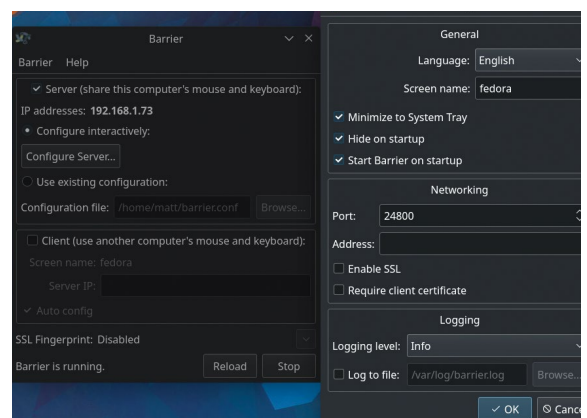 Barrier
Barrier Help
Server (share this computer's mouse and keyboard):
IP addresses: 192.168.1.73
Configure interactively:
Configure Server...
Use existing configuration:
Configuration file: /home/matt/barrier.conf Browse...
Client (use another computer's mouse and keyboard):
Screen name: fedora
Server IP:
Auto config
SSL Fingerprint: Disabled
Barrier is running. Reload Stop
General
Language: English
Screen name: fedora
Minimize to System Tray
Hide on startup
Start Barrier on startup
Networking
Port: 24800
Address:
Enable SSL
Require client certificate
Logging
Logging level: Info
Log to file: /var/log/barrier.log Browse...
OK Cance